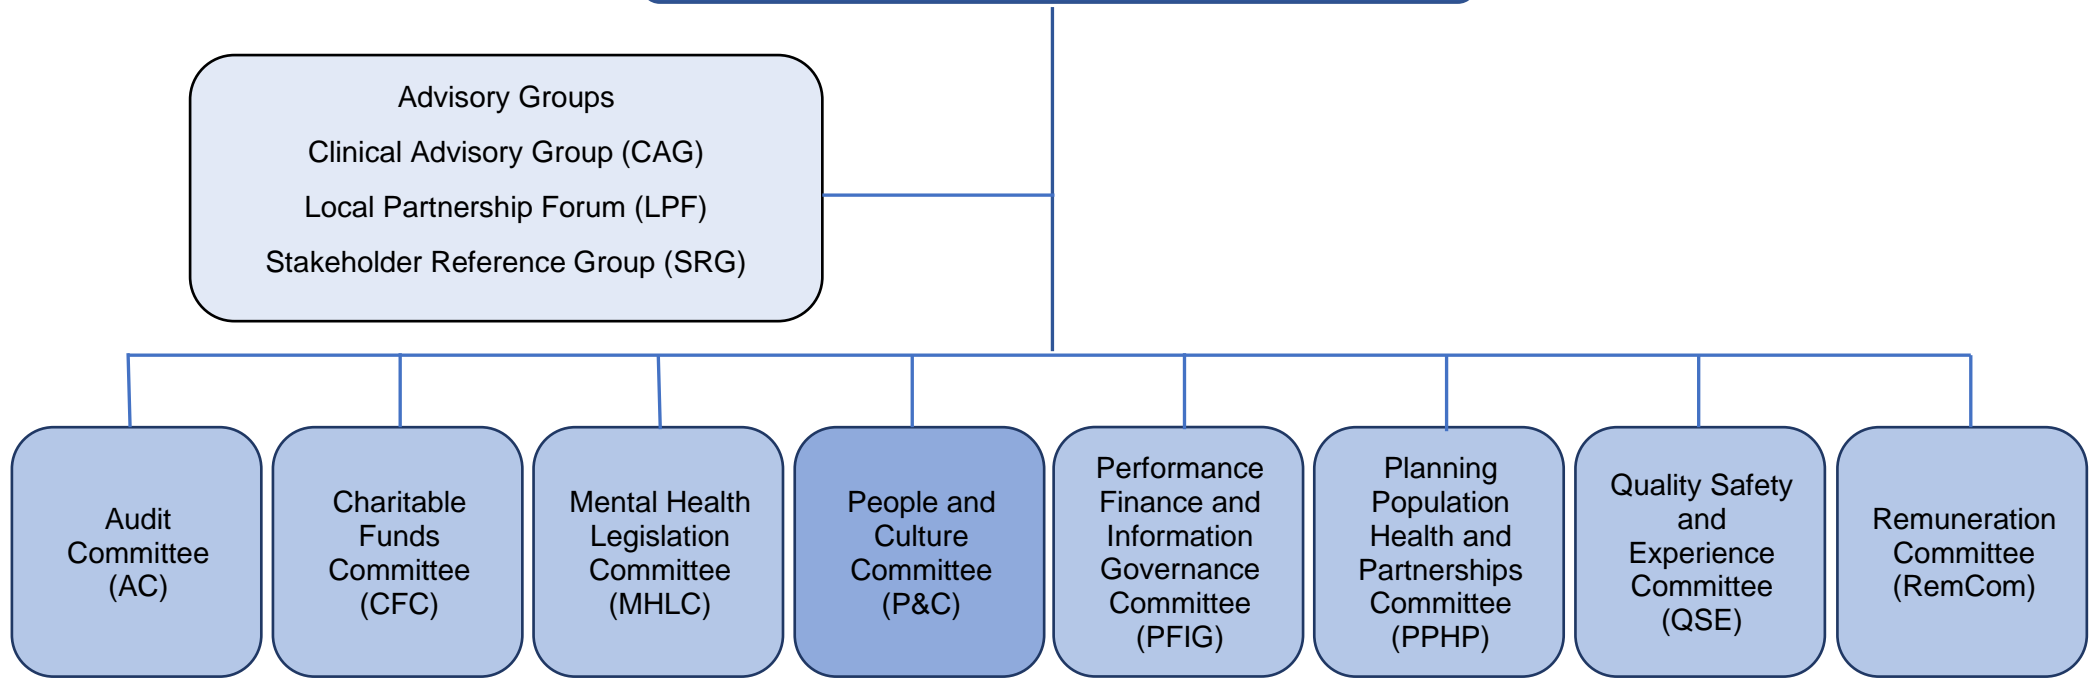 Advisory Groups
Clinical Advisory Group (CAG)
Local Partnership Forum (LPF)
Stakeholder Reference Group (SRG)
Audit
Committee
(AC)
Charitable
Funds
Committee
(CFC)
Mental Health
Legislation
Committee
(MHLC)
People and
Culture
Committee
(P&C)
Performance
Finance and
Information
Governance
Committee
(PFIG)
Planning
Population
Health and
Partnerships
Committee
(PPHP)
Quality Safety
and
Experience
Committee
(QSE)
Remuneration
Committee
(RemCom)